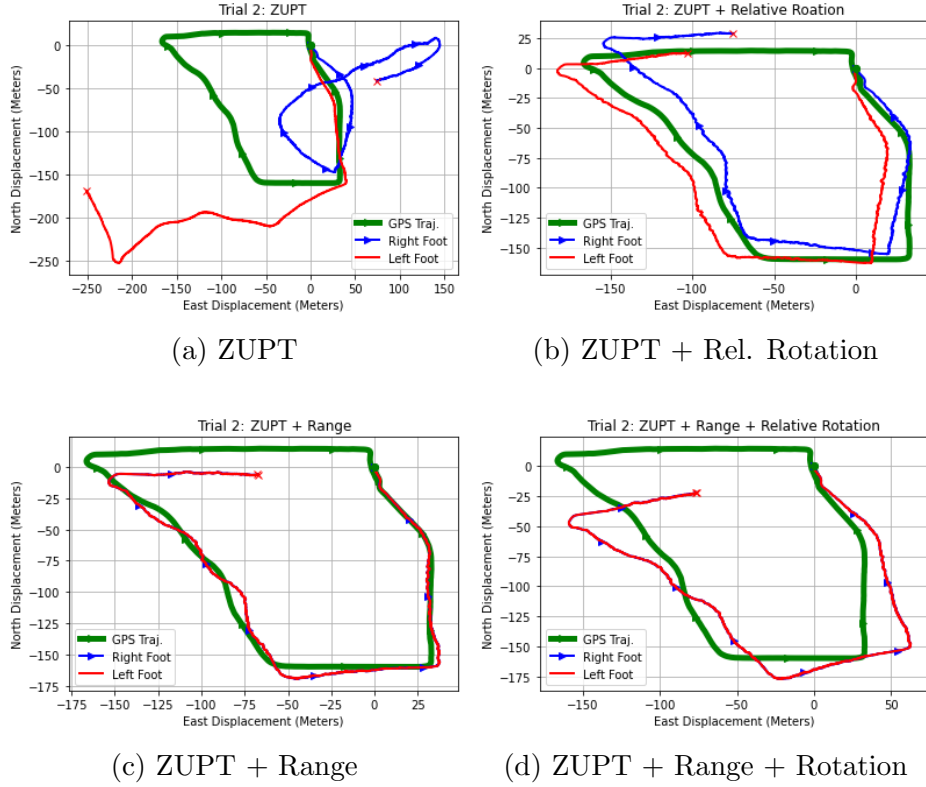 Trial 2: ZUPT
North Displacement (Meters)
0
−50
−100
−150
−200
−250
−250
−200
−150
−100
−50
0
50
100
150
East Displacement (Meters)
GPS Traj.
Right Foot
Left Foot
(a) ZUPT
Trial 2: ZUPT + Relative Roation
North Displacement (Meters)
25
0
−25
−50
−75
−100
−125
−150
−150
−100
−50
0
East Displacement (Meters)
GPS Traj.
Right Foot
Left Foot
(b) ZUPT + Rel. Rotation
Trial 2: ZUPT + Range
North Displacement (Meters)
0
−25
−50
−75
−100
−125
−150
−175
−175
−150
−125
−100
−75
−50
−25
0
25
East Displacement (Meters)
GPS Traj.
Right Foot
Left Foot
(c) ZUPT + Range
Trial 2: ZUPT + Range + Relative Rotation
North Displacement (Meters)
0
−25
−50
−75
−100
−125
−150
−175
−150
−100
−50
0
50
East Displacement (Meters)
GPS Traj.
Right Foot
Left Foot
(d) ZUPT + Range + Rotation